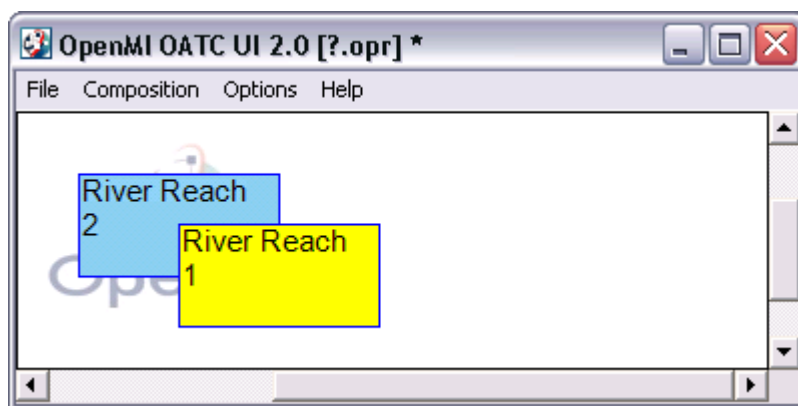 OpenMI OATC UI 2.0 [?.opr] *
File Composition Options Help
River Reach
2
River Reach
1